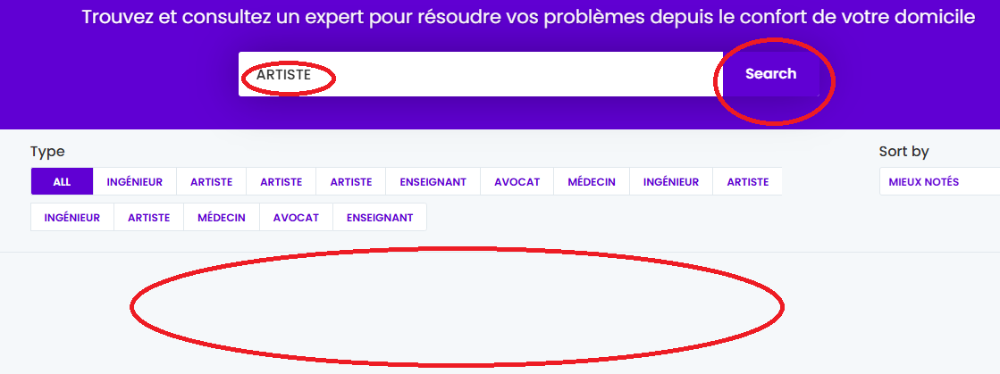 Trouvez et consultez un expert pour résoudre vos problèmes depuis le confort de votre domicile
ARTISTE Search
Type Sort by
ALL INGÉNIEUR ARTISTE ARTISTE ARTISTE ENSEIGNANT AVOCAT MÉDECIN INGÉNIEUR ARTISTE MIEUX NOTÉS
INGÉNIEUR ARTISTE MÉDECIN AVOCAT ENSEIGNANT